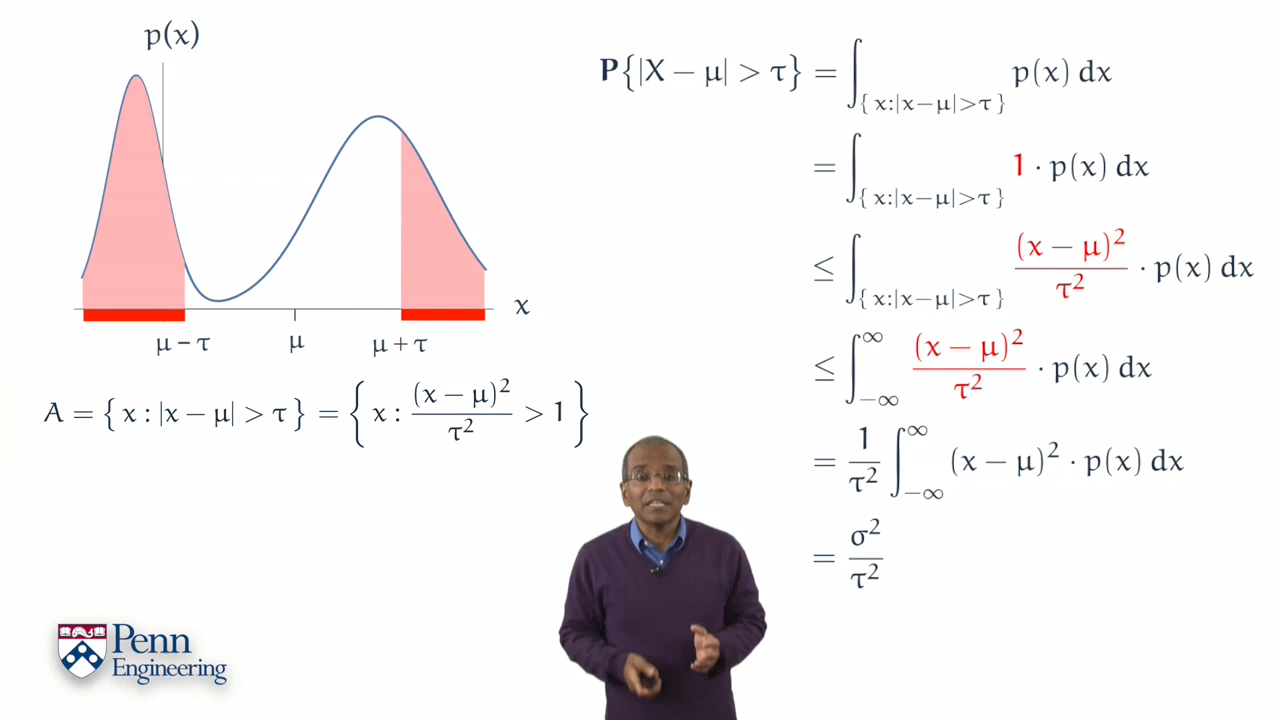 p(x)
x
μ − τ
μ
μ + τ
A = { x : |x − μ| > τ } = { x : (x − μ)² / τ² > 1 }
P{|X − μ| > τ} = ∫_{ x:|x−μ|>τ } p(x) dx
= ∫_{ x:|x−μ|>τ } 1 · p(x) dx
≤ ∫_{ x:|x−μ|>τ } (x − μ)² / τ² · p(x) dx
≤ ∫_{−∞}^{∞} (x − μ)² / τ² · p(x) dx
= 1 / τ² ∫_{−∞}^{∞} (x − μ)² · p(x) dx
= σ² / τ²
Penn
Engineering